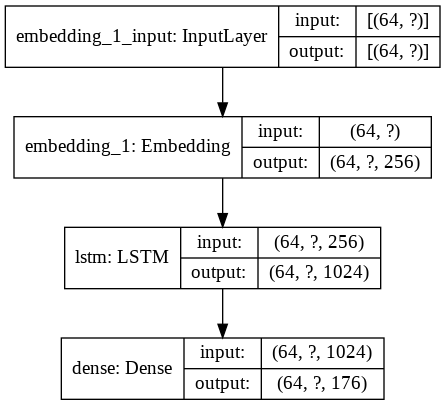 embedding_1_input: InputLayer
input: [(64, ?)]
output: [(64, ?)]
embedding_1: Embedding
input: (64, ?)
output: (64, ?, 256)
lstm: LSTM
input: (64, ?, 256)
output: (64, ?, 1024)
dense: Dense
input: (64, ?, 1024)
output: (64, ?, 176)